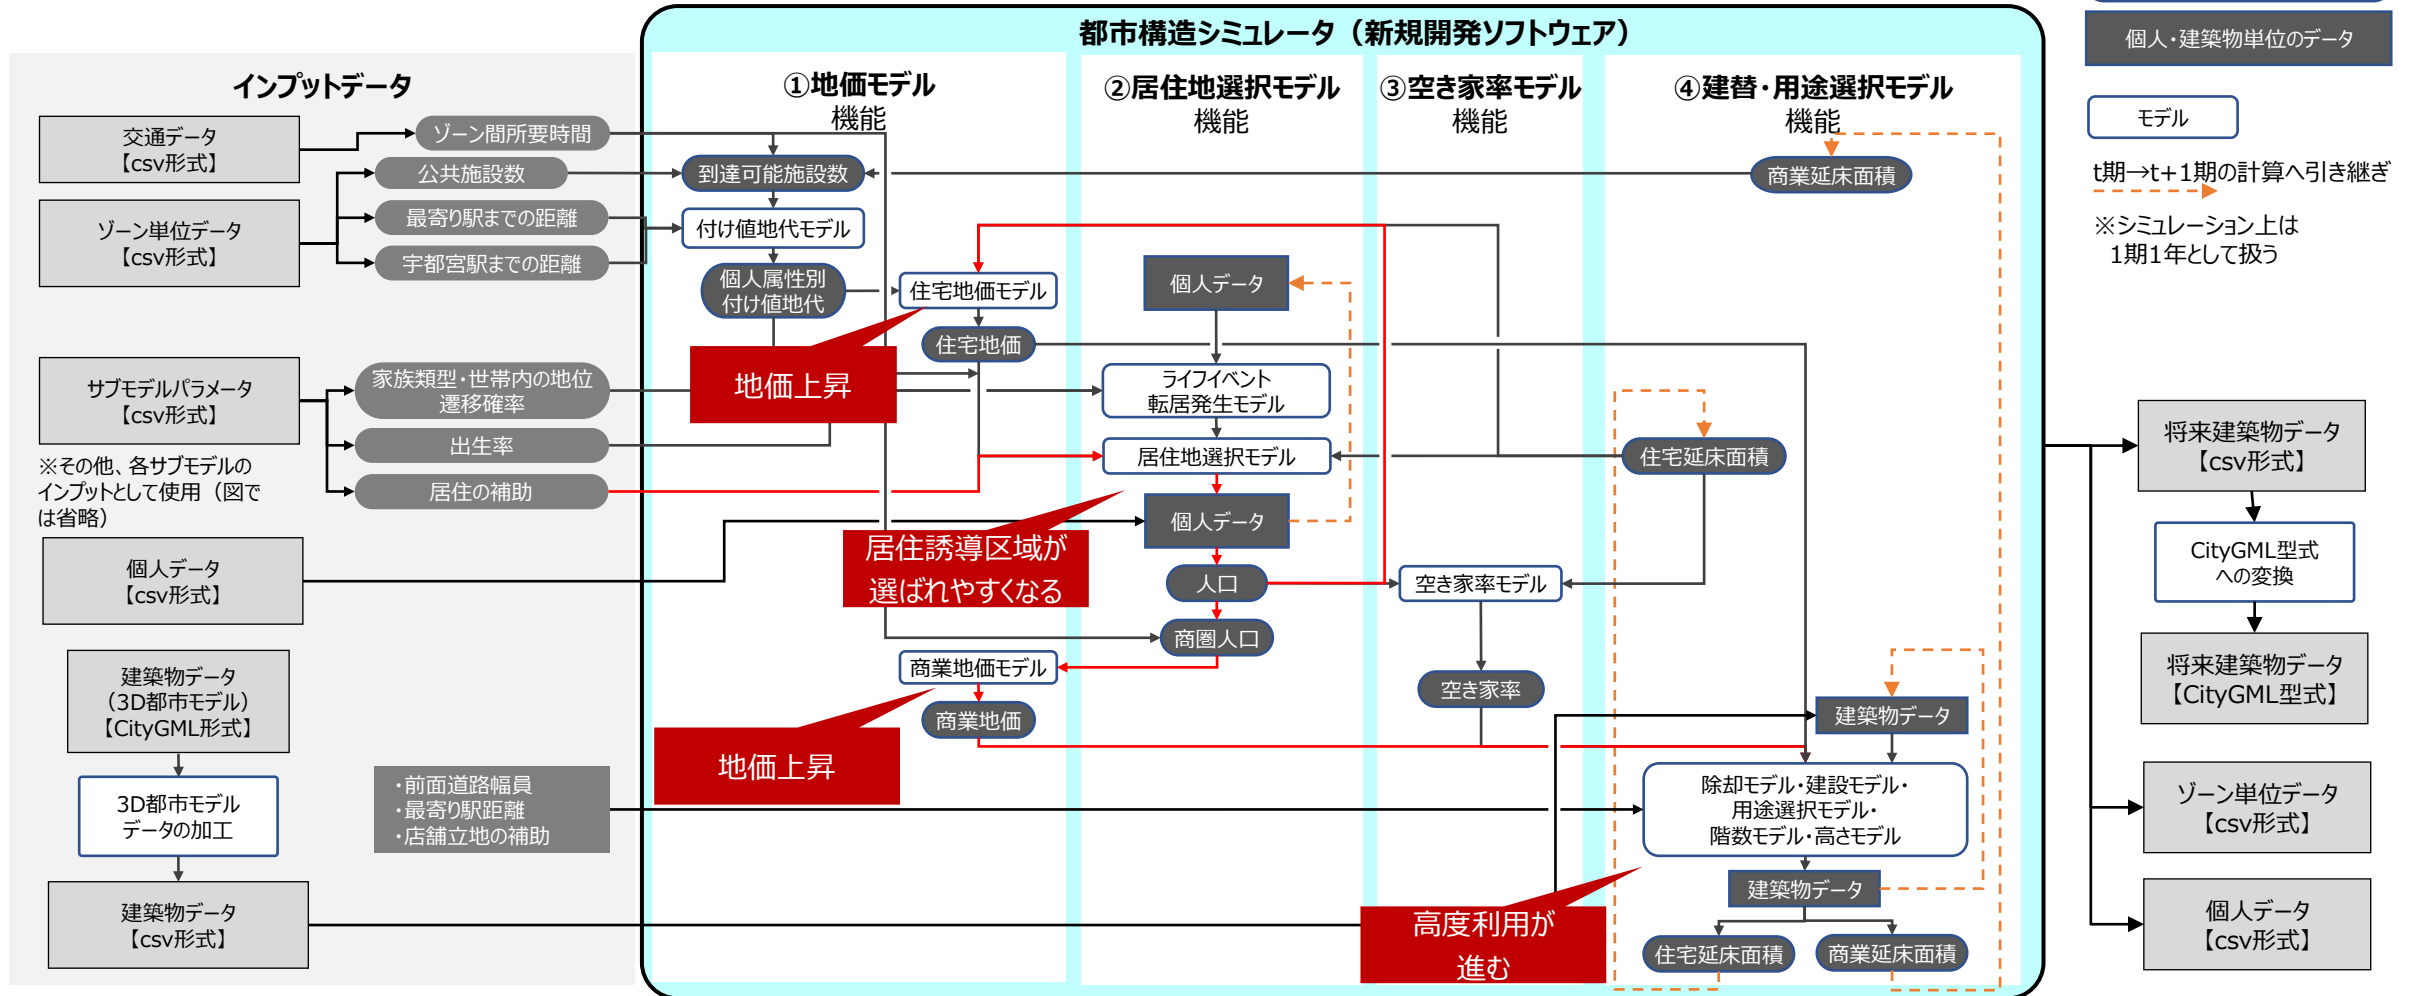 都市構造シミュレータ（新規開発ソフトウェア）
インプットデータ
交通データ
【csv形式】
ゾーン単位データ
【csv形式】
サブモデルパラメータ
【csv形式】
※その他、各サブモデルの
インプットとして使用（図で
は省略）
個人データ
【csv形式】
建築物データ
（3D都市モデル）
【CityGML形式】
3D都市モデル
データの加工
建築物データ
【csv形式】
ゾーン間所要時間
公共施設数
最寄り駅までの距離
宇都宮駅までの距離
家族類型・世帯内の地位
遷移確率
出生率
居住の補助
・前面道路幅員
・最寄り駅距離
・店舗立地の補助
①地価モデル
機能
到達可能施設数
付け値地代モデル
個人属性別
付け値地代
住宅地価モデル
住宅地価
地価上昇
商業地価モデル
商業地価
地価上昇
②居住地選択モデル
機能
個人データ
ライフイベント
転居発生モデル
居住地選択モデル
個人データ
居住誘導区域が
選ばれやすくなる
人口
商圏人口
③空き家率モデル
機能
空き家率モデル
空き家率
④建替・用途選択モデル
機能
商業延床面積
住宅延床面積
建築物データ
除却モデル・建設モデル・
用途選択モデル・
階数モデル・高さモデル
建築物データ
高度利用が
進む
住宅延床面積
商業延床面積
個人・建築物単位のデータ
モデル
t期→t+1期の計算へ引き継ぎ
※シミュレーション上は
1期1年として扱う
将来建築物データ
【csv形式】
CityGML型式
への変換
将来建築物データ
【CityGML型式】
ゾーン単位データ
【csv形式】
個人データ
【csv形式】